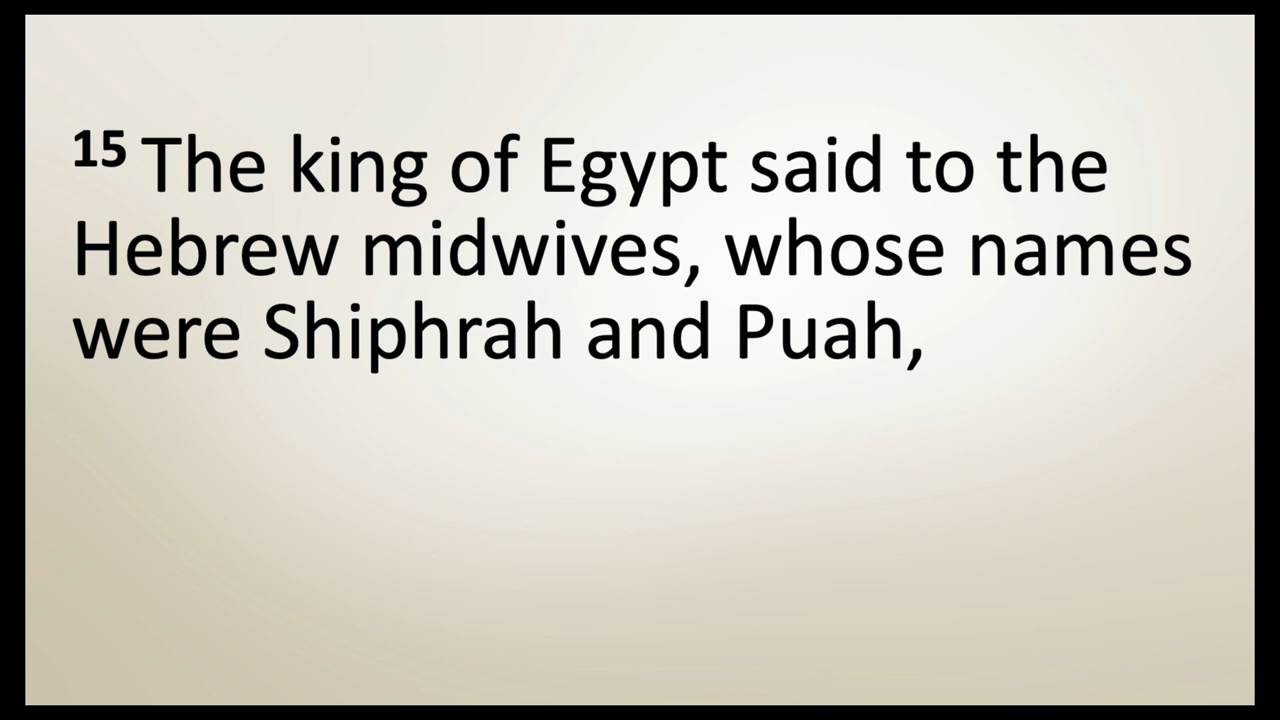 15 The king of Egypt said to the
Hebrew midwives, whose names
were Shiphrah and Puah,